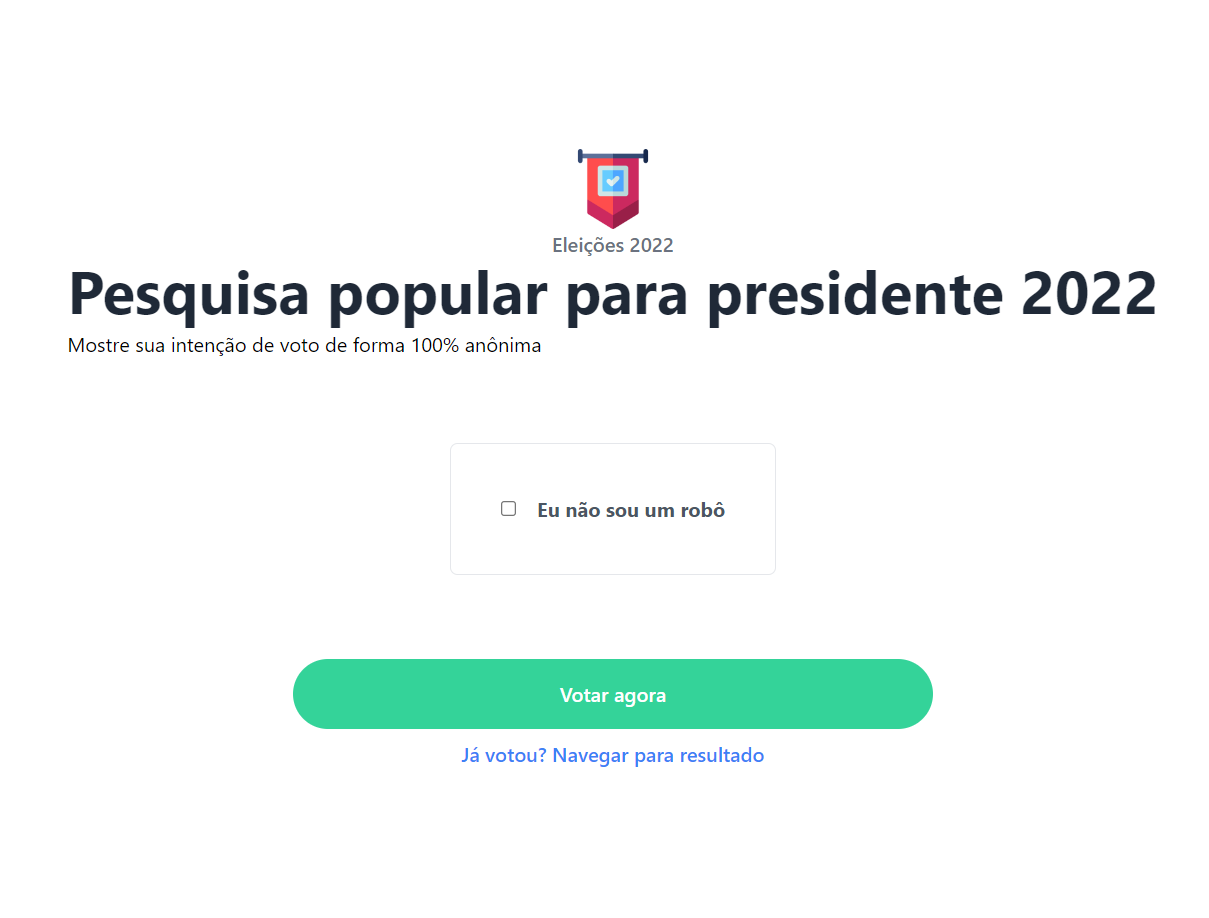 Eleições 2022
Pesquisa popular para presidente 2022
Mostre sua intenção de voto de forma 100% anônima
Eu não sou um robô
Votar agora
Já votou? Navegar para resultado